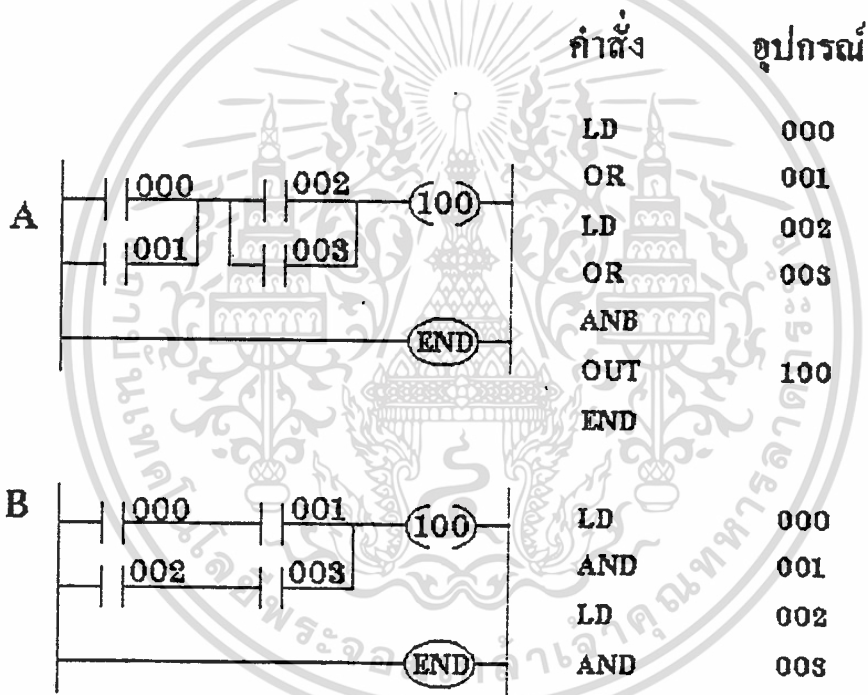 คำสั่ง อุปกรณ์
A
000 002 (100)
001 003
END
LD 000
OR 001
LD 002
OR 003
ANB
OUT 100
END
B
000 001 (100)
002 003
END
LD 000
AND 001
LD 002
AND 003